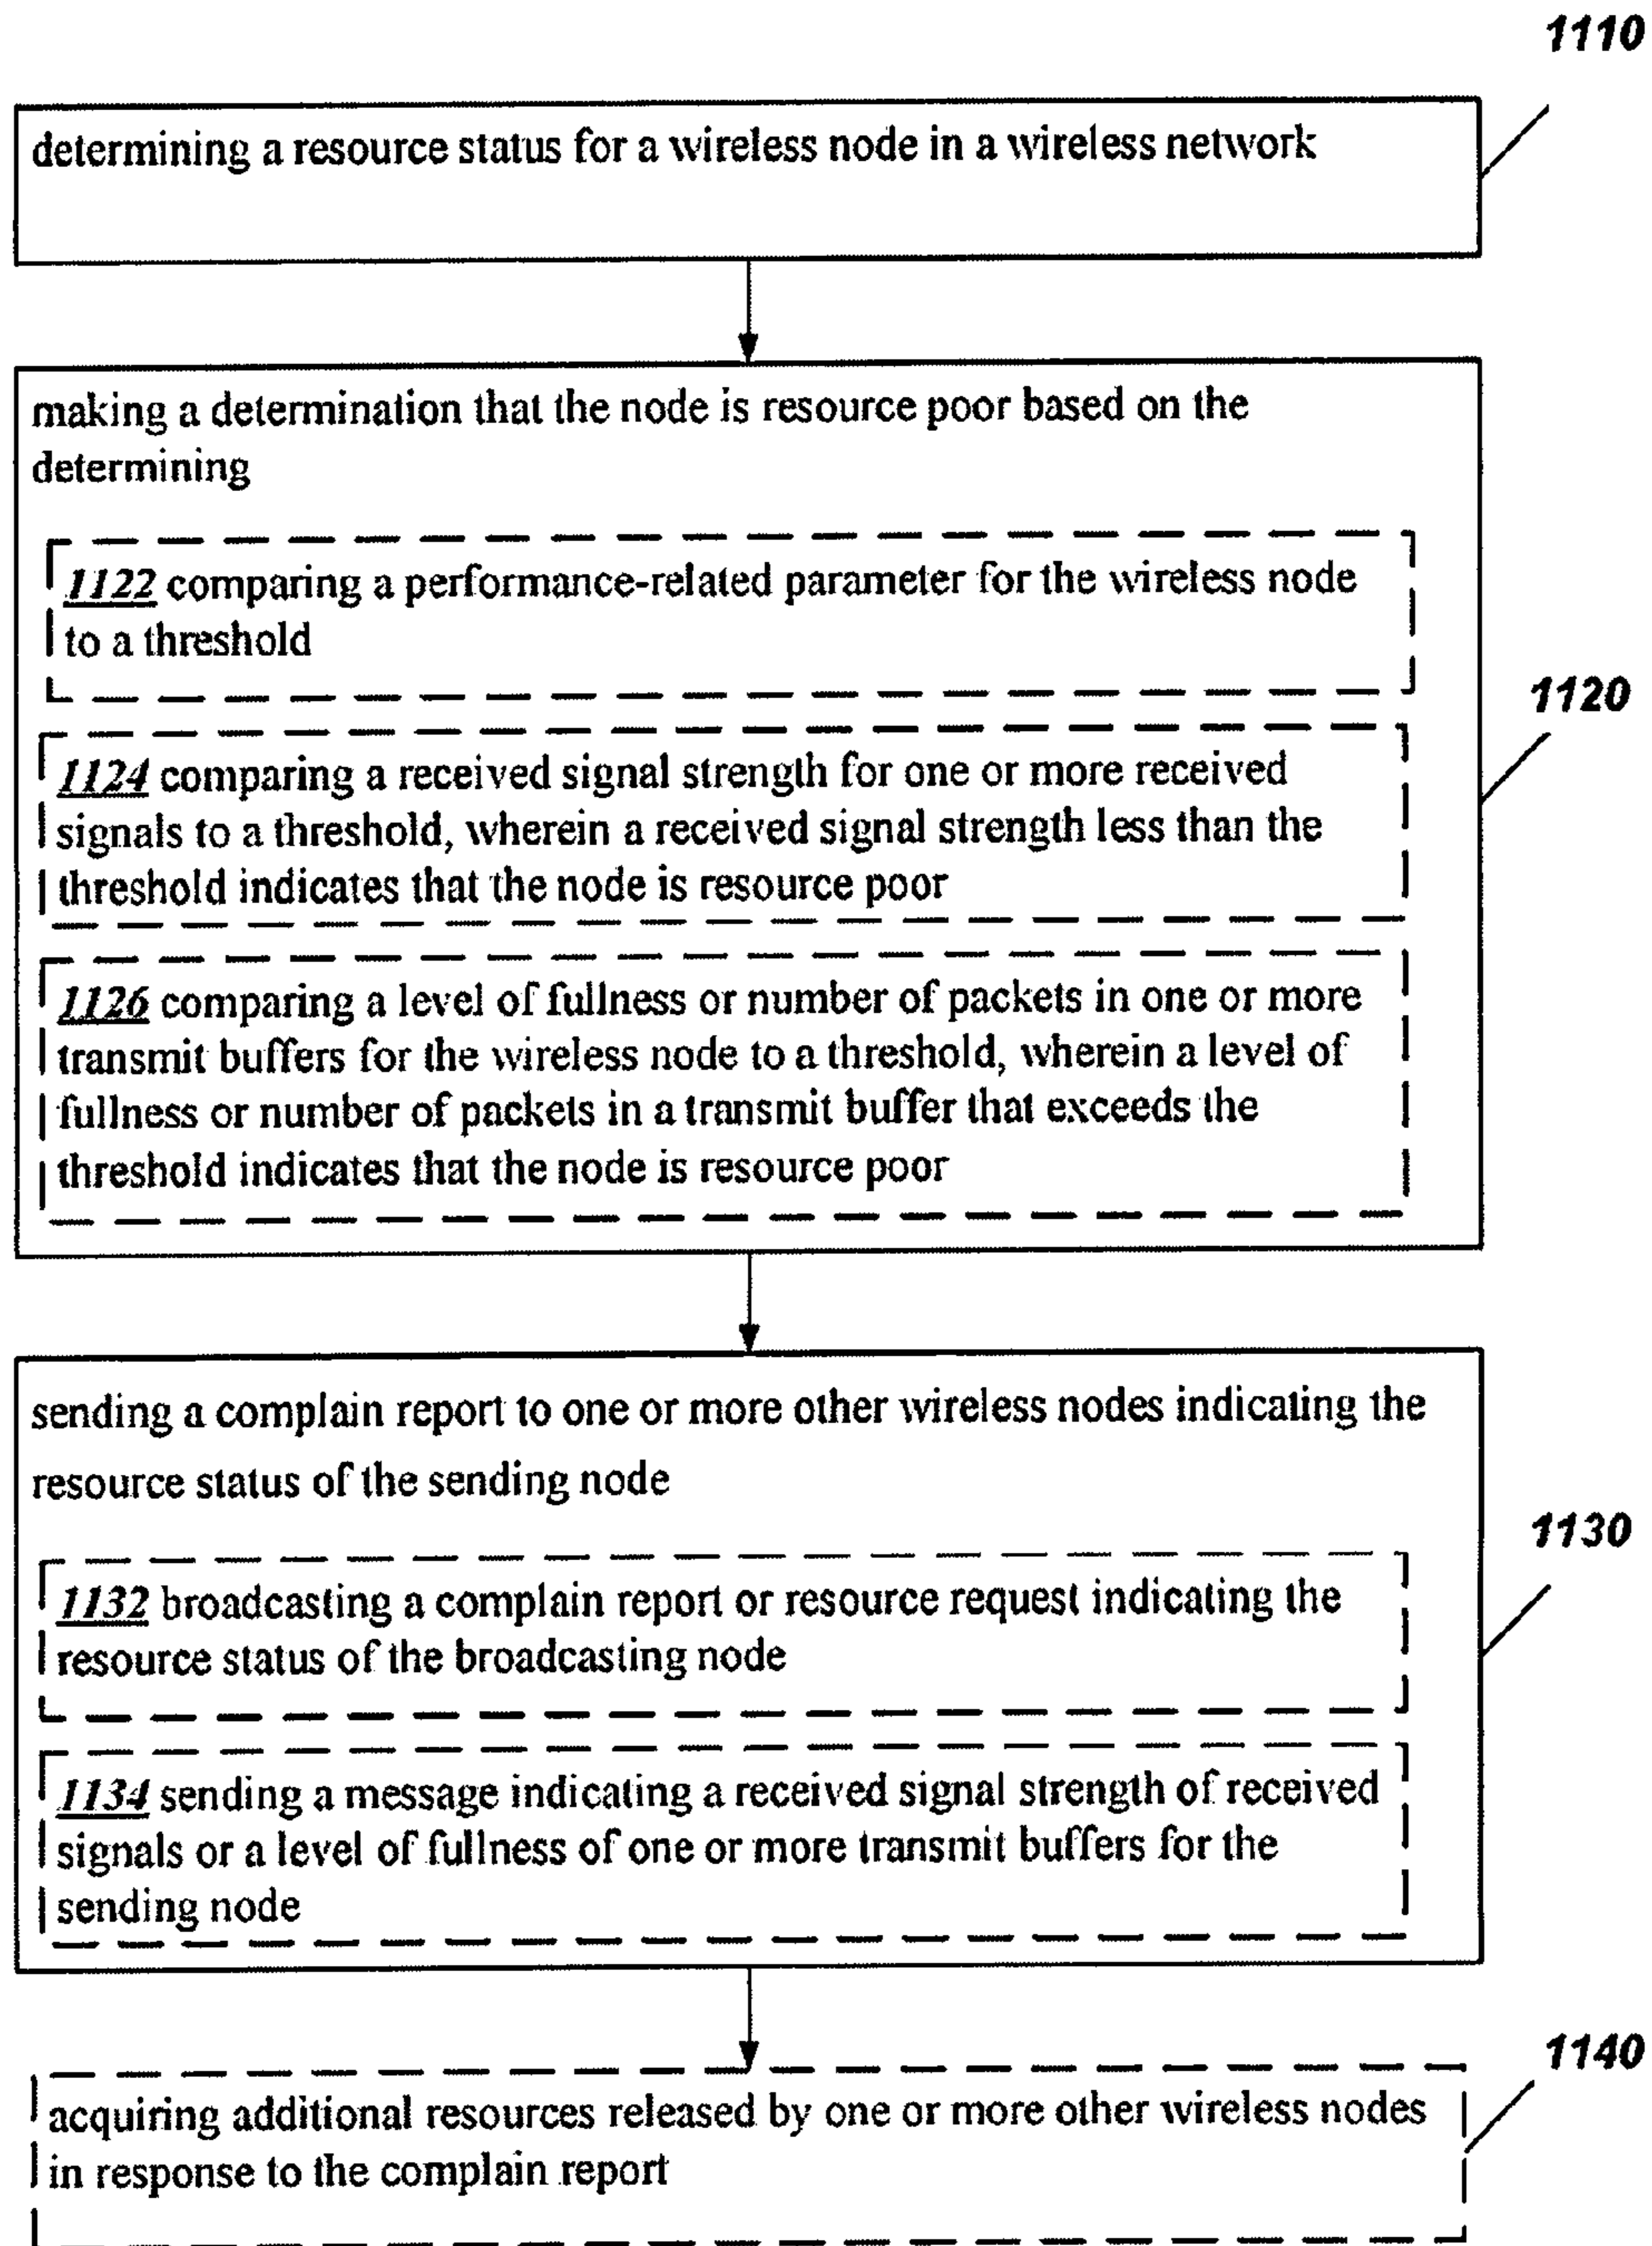 1110
determining a resource status for a wireless node in a wireless network
making a determination that the node is resource poor based on the
determining
1122 comparing a performance-related parameter for the wireless node
to a threshold
1120
1124 comparing a received signal strength for one or more received
signals to a threshold, wherein a received signal strength less than the
threshold indicates that the node is resource poor
1126 comparing a level of fullness or number of packets in one or more
transmit buffers for the wireless node to a threshold, wherein a level of
fullness or number of packets in a transmit buffer that exceeds the
threshold indicates that the node is resource poor
sending a complain report to one or more other wireless nodes indicating the
resource status of the sending node
1130
1132 broadcasting a complain report or resource request indicating the
resource status of the broadcasting node
1134 sending a message indicating a received signal strength of received
signals or a level of fullness of one or more transmit buffers for the
sending node
1140
acquiring additional resources released by one or more other wireless nodes
in response to the complain report